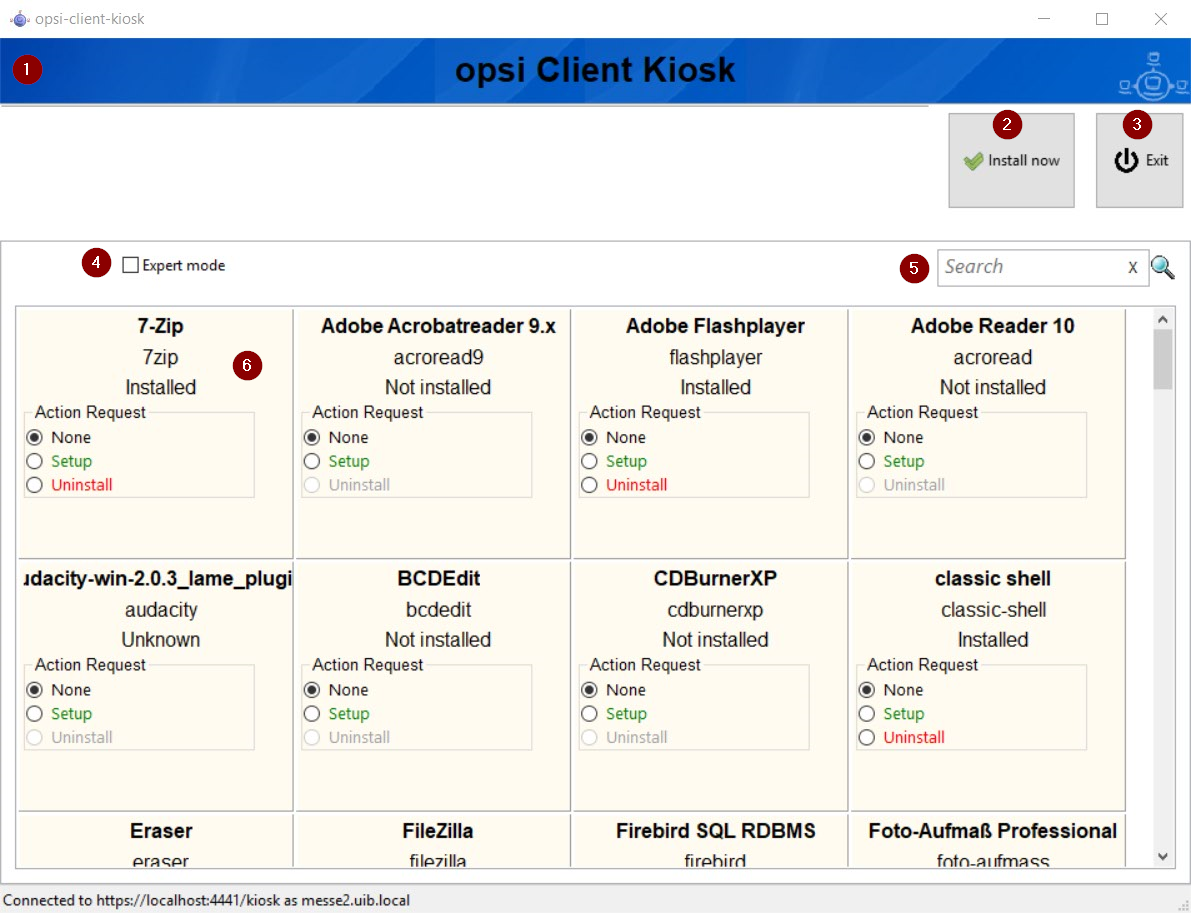 opsi-client-kiosk
1
opsi Client Kiosk
2
3
Install now
Exit
4
Expert mode
5
Search
x
7-Zip
Adobe Acrobatreader 9.x
Adobe Flashplayer
Adobe Reader 10
7zip
6
acroread9
flashplayer
acroread
Installed
Not installed
Installed
Not installed
Action Request
Action Request
Action Request
Action Request
None
None
None
None
Setup
Setup
Setup
Setup
Uninstall
Uninstall
Uninstall
Uninstall
udacity-win-2.0.3_lame_plugi
BCDEdit
CDBurnerXP
classic shell
audacity
bcdedit
cdburnerxp
classic-shell
Unknown
Not installed
Not installed
Installed
Action Request
Action Request
Action Request
Action Request
None
None
None
None
Setup
Setup
Setup
Setup
Uninstall
Uninstall
Uninstall
Uninstall
Eraser
FileZilla
Firebird SQL RDBMS
Foto-Aufmaß Professional
eraser
filezilla
firebird
foto-aufmass
Connected to https://localhost:4441/kiosk as messe2.uib.local